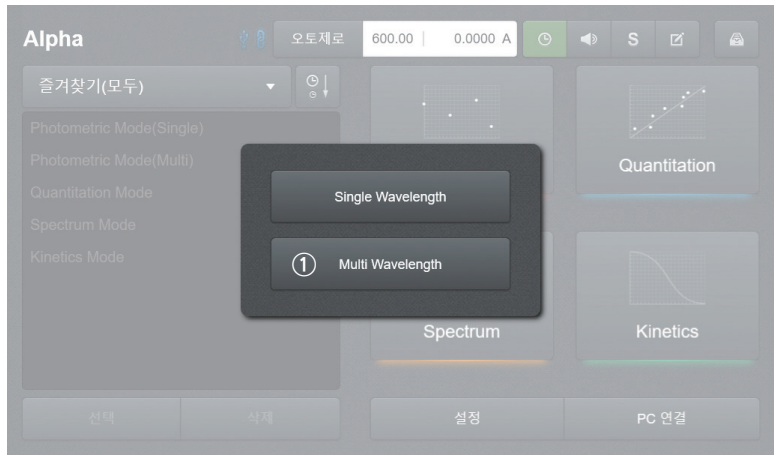 Alpha
오토제로
600.00
0.0000 A
S
즐겨찾기(모두)
Photometric Mode(Single)
Photometric Mode(Multi)
Quantitation Mode
Spectrum Mode
Kinetics Mode
Quantitation
Single Wavelength
① Multi Wavelength
Spectrum
Kinetics
선택
삭제
설정
PC 연결